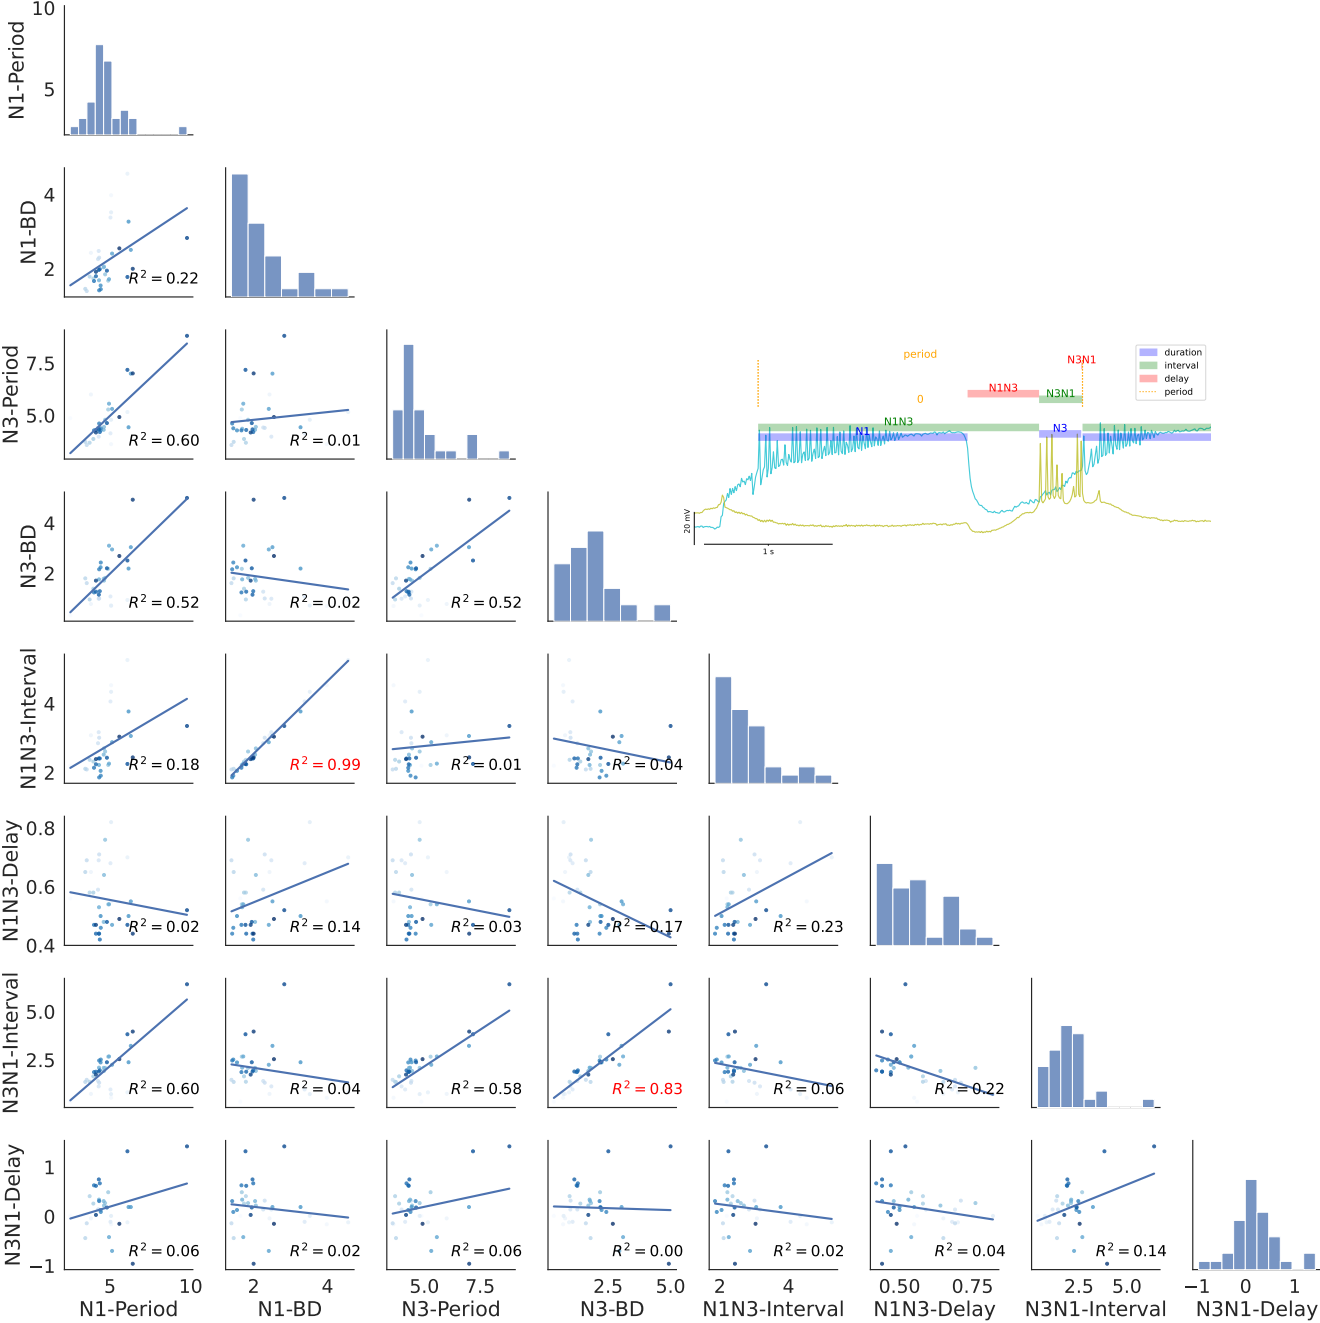 10
5
N1-Period
4
2
N1-BD
R² = 0.22
7.5
5.0
N3-Period
R² = 0.60
R² = 0.01
period
0
N1N3
N3N1
N3N1
duration
interval
delay
period
N1N3
N1
N3
20 mV
1 s
4
2
N3-BD
R² = 0.52
R² = 0.02
R² = 0.52
4
2
N1N3-Interval
R² = 0.18
R² = 0.99
R² = 0.01
R² = 0.04
0.8
0.6
0.4
N1N3-Delay
R² = 0.02
R² = 0.14
R² = 0.03
R² = 0.17
R² = 0.23
5.0
2.5
N3N1-Interval
R² = 0.60
R² = 0.04
R² = 0.58
R² = 0.83
R² = 0.06
R² = 0.22
1
0
−1
N3N1-Delay
R² = 0.06
R² = 0.02
R² = 0.06
R² = 0.00
R² = 0.02
R² = 0.04
R² = 0.14
5 10 2 4 5.0 7.5 2.5 5.0 2 4 0.50 0.75 2.5 5.0 −1 0 1
N1-Period N1-BD N3-Period N3-BD N1N3-Interval N1N3-Delay N3N1-Interval N3N1-Delay